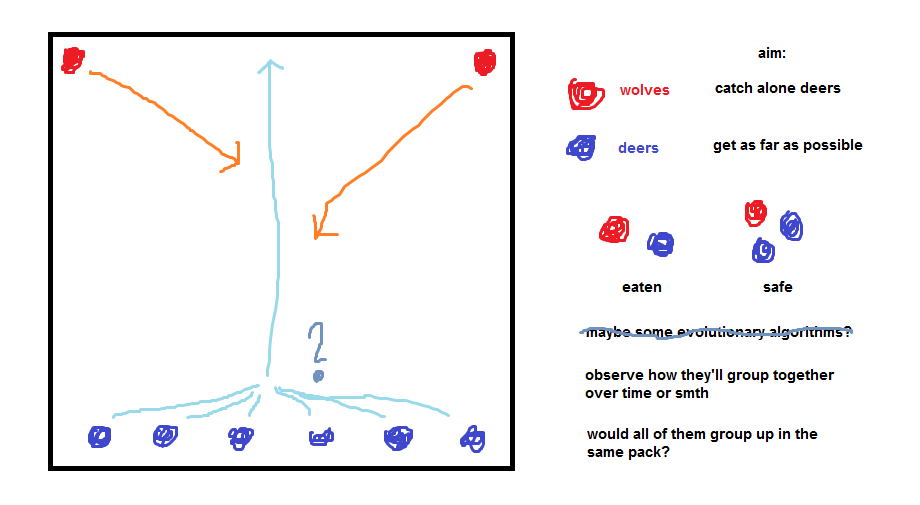 aim:
wolves catch alone deers
deers get as far as possible
eaten safe
?
maybe some evolutionary algorithms?
observe how they'll group together
over time or smth
would all of them group up in the
same pack?